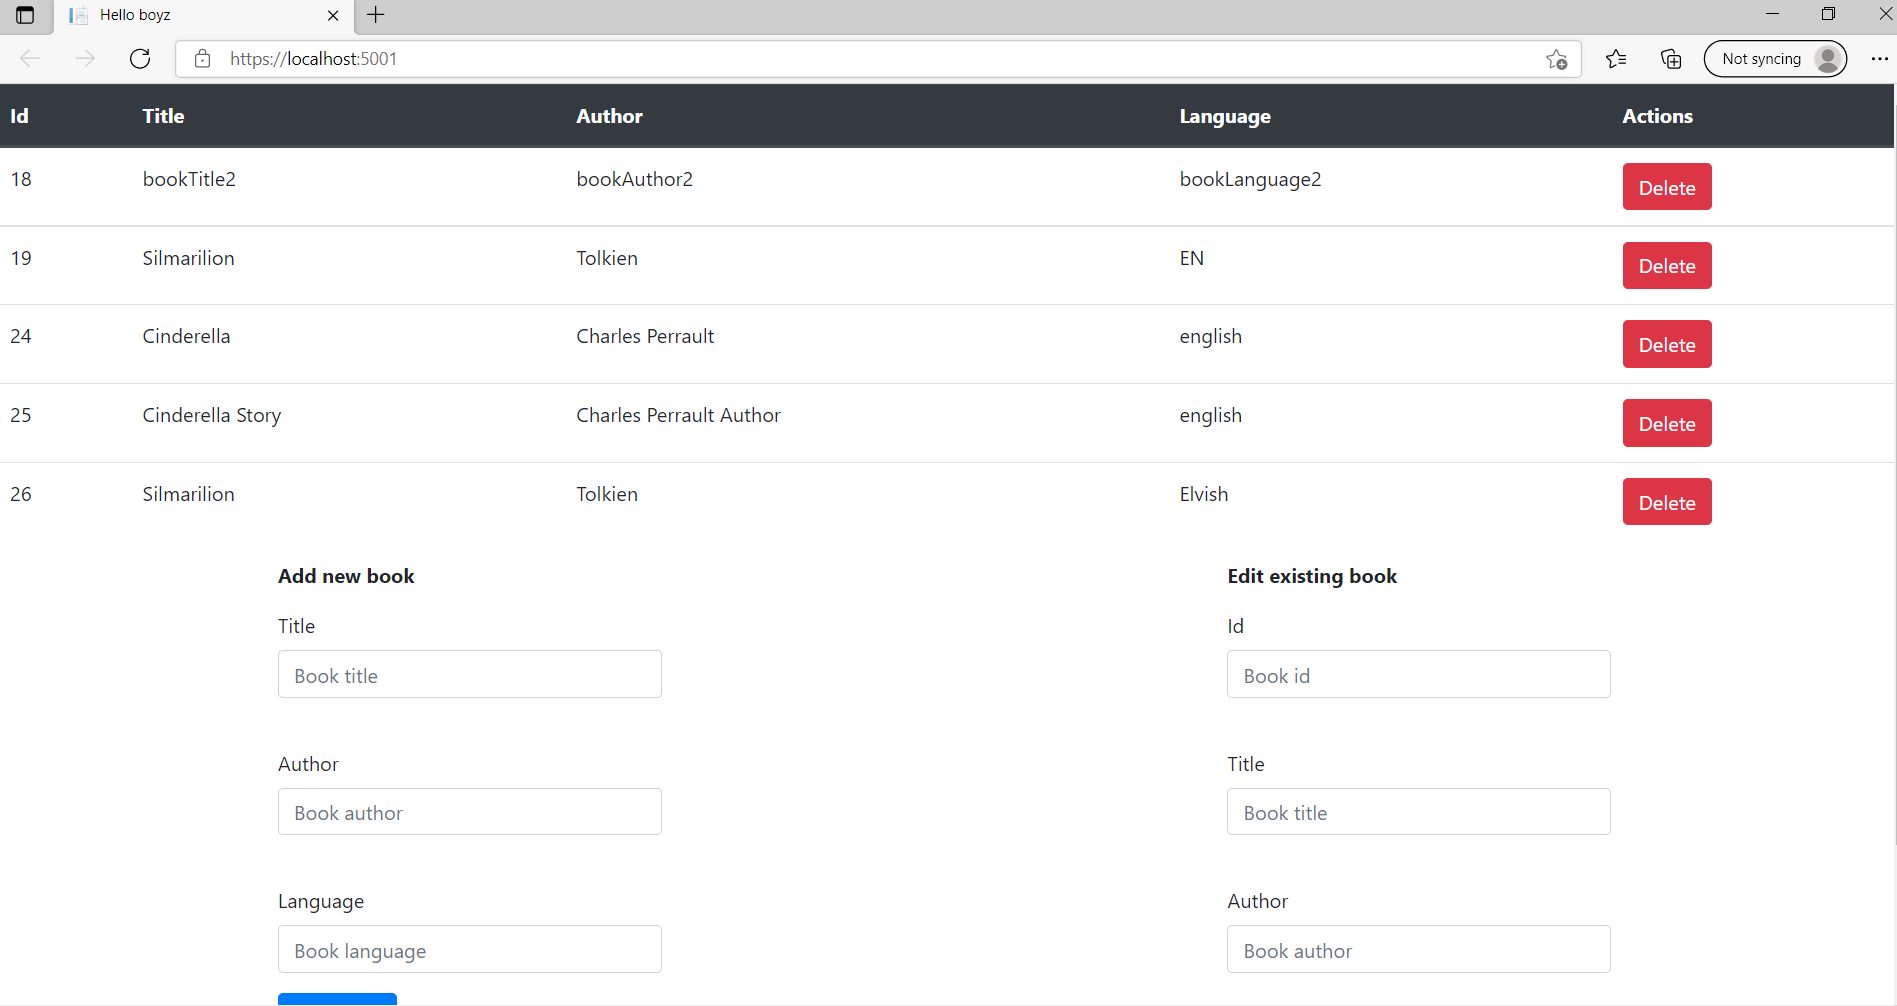 Hello boyz
https://localhost:5001
Not syncing
Id Title Author Language Actions
18 bookTitle2 bookAuthor2 bookLanguage2 Delete
19 Silmarilion Tolkien EN Delete
24 Cinderella Charles Perrault english Delete
25 Cinderella Story Charles Perrault Author english Delete
26 Silmarilion Tolkien Elvish Delete
Add new book
Title
Book title
Author
Book author
Language
Book language
Edit existing book
Id
Book id
Title
Book title
Author
Book author